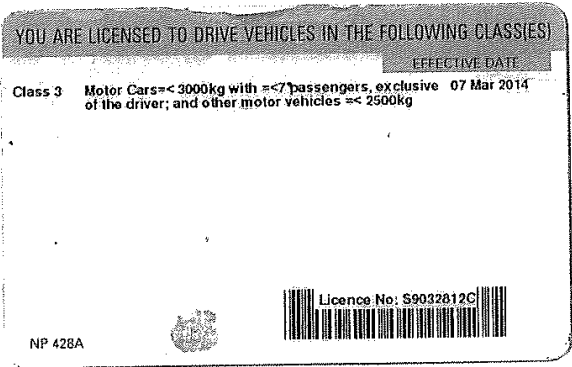 YOU ARE LICENSED TO DRIVE VEHICLES IN THE FOLLOWING CLASS(ES)
EFFECTIVE DATE
Class 3 Motor Cars=< 3000kg with =<7 passengers, exclusive 07 Mar 2014
of the driver; and other motor vehicles =< 2500kg
Licence No: S9032812C
NP 428A